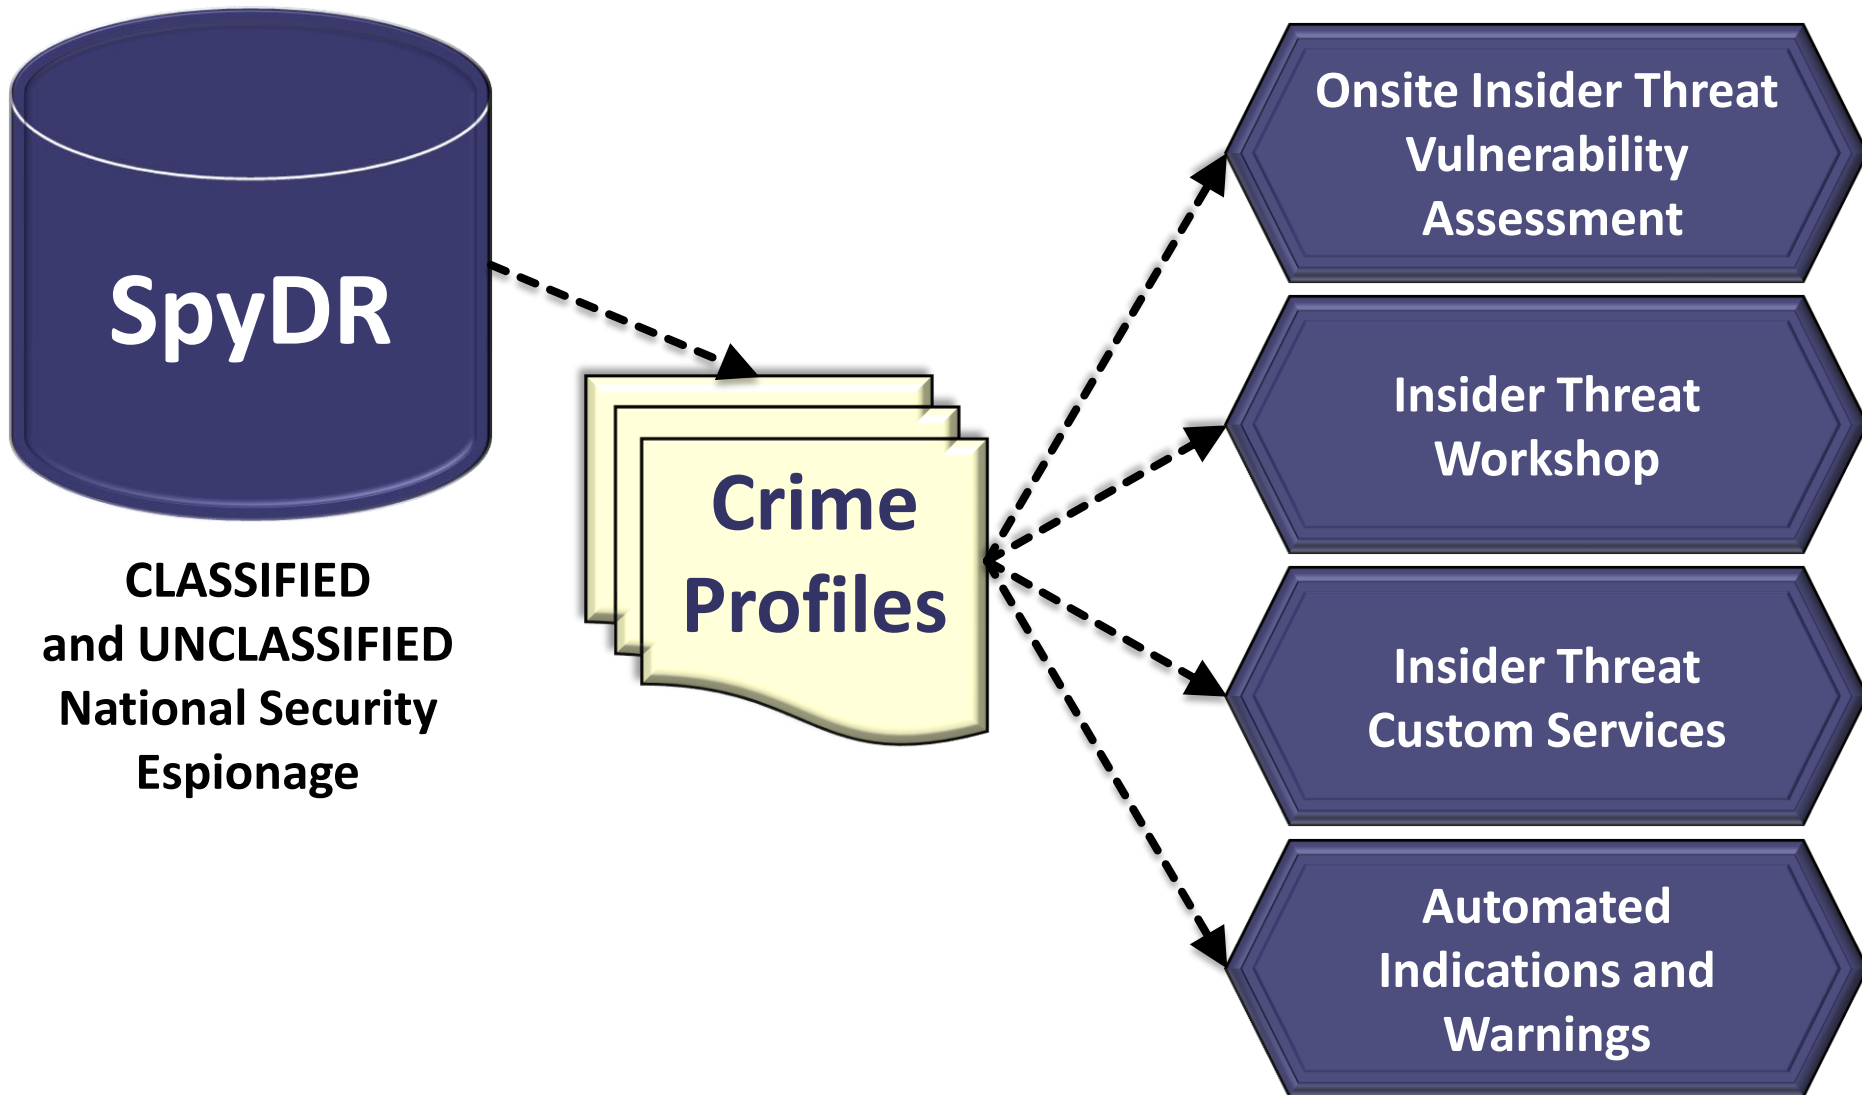 SpyDR
CLASSIFIED
and UNCLASSIFIED
National Security
Espionage
Crime
Profiles
Onsite Insider Threat
Vulnerability
Assessment
Insider Threat
Workshop
Insider Threat
Custom Services
Automated
Indications and
Warnings